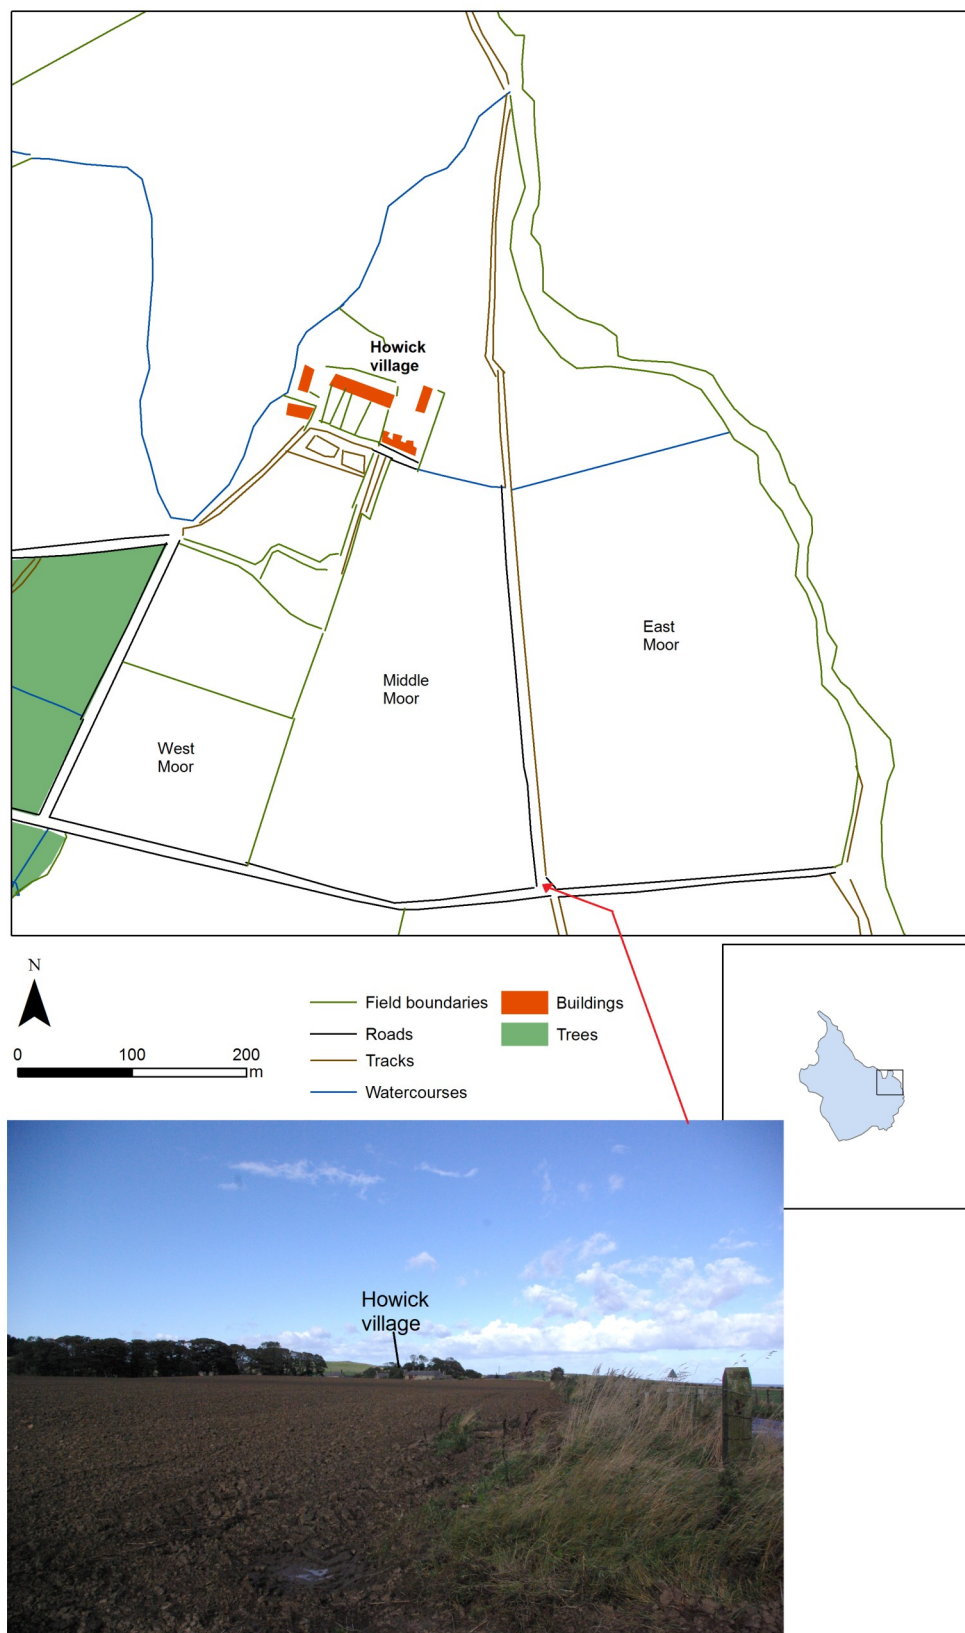 Howick
village
East
Moor
Middle
Moor
West
Moor
N
0 100 200
m
Field boundaries
Roads
Tracks
Watercourses
Buildings
Trees
Howick
village